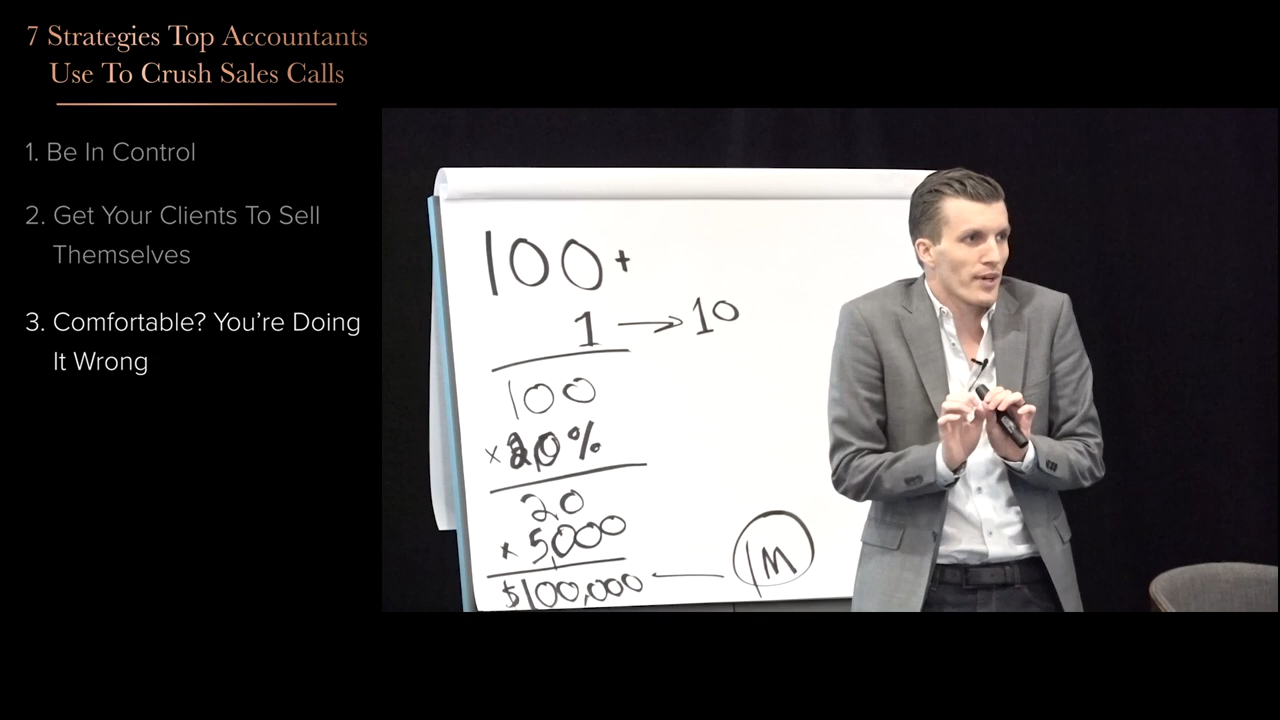 7 Strategies Top Accountants
Use To Crush Sales Calls
1. Be In Control
2. Get Your Clients To Sell
Themselves
3. Comfortable? You're Doing
It Wrong
100+
1 → 10
100
x 20%
20
x 5,000
$100,000
1M